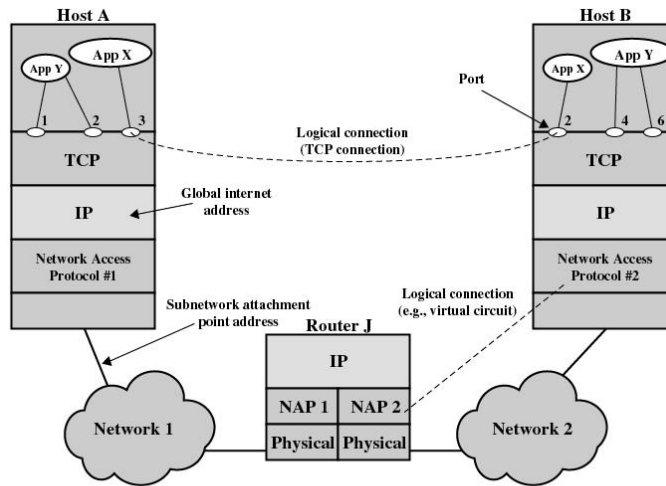 Host A
Host B
App X
App Y
App X
App Y
Port
1
2
3
2
4
6
Logical connection
(TCP connection)
TCP
TCP
Global internet
address
IP
IP
Network Access
Protocol #1
Network Access
Protocol #2
Subnetwork attachment
point address
Logical connection
(e.g., virtual circuit)
Router J
IP
NAP 1
NAP 2
Physical
Physical
Network 1
Network 2